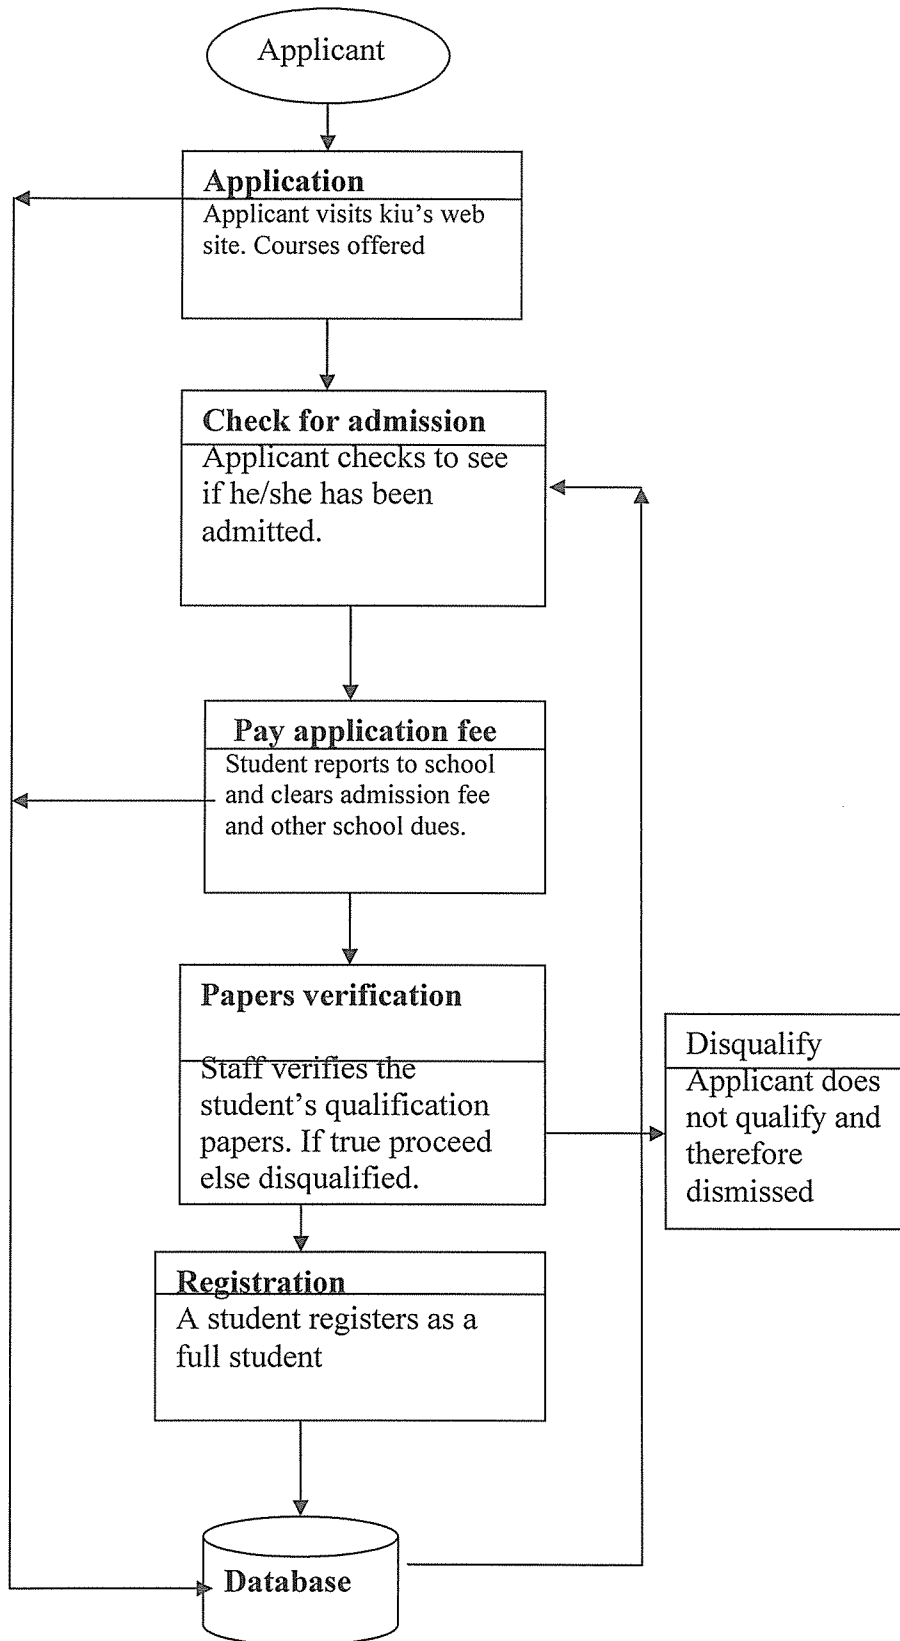 Applicant
Application
Applicant visits kiu's web
site. Courses offered
Check for admission
Applicant checks to see
if he/she has been
admitted.
Pay application fee
Student reports to school
and clears admission fee
and other school dues.
Papers verification
Staff verifies the
student's qualification
papers. If true proceed
else disqualified.
Disqualify
Applicant does
not qualify and
therefore
dismissed
Registration
A student registers as a
full student
Database